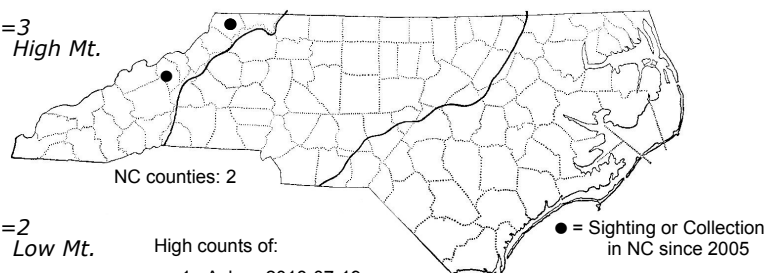 =3
High Mt.
NC counties: 2
=2
Low Mt.
High counts of:
● = Sighting or Collection
in NC since 2005